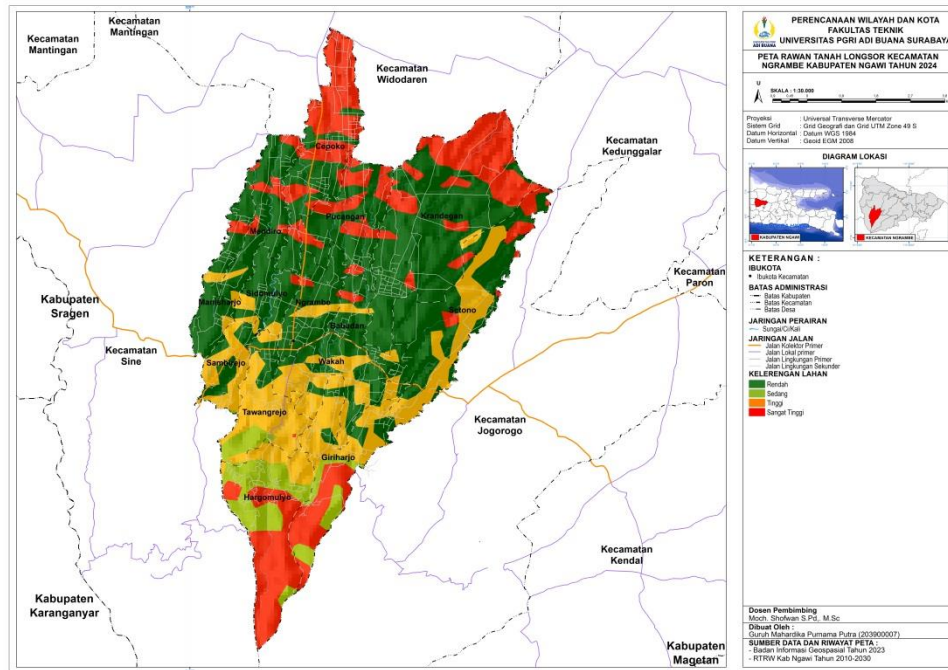 Kecamatan
Mantingan
Kecamatan
Mantingan
Kecamatan
Widodaren
Kecamatan
Kedunggalar
Kecamatan
Paron
Kabupaten
Sragen
Kecamatan
Sine
Kecamatan
Jogorogo
Kecamatan
Kendal
Kabupaten
Karanganyar
Kabupaten
Magetan
Cepoko
Pucangan
Krandegan
Mendiro
Sidomulyo
Manisharjo
Ngrambe
Setono
Babadan
Sambirejo
Wakah
Tawangrejo
Giriharjo
Hargomulyo
PERENCANAAN WILAYAH DAN KOTA
FAKULTAS TEKNIK
UNIVERSITAS PGRI ADI BUANA SURABAYA
ADI BUANA
PETA RAWAN TANAH LONGSOR KECAMATAN
NGRAMBE KABUPATEN NGAWI TAHUN 2024
U
SKALA : 1:30.000
Proyeksi : Universal Transverse Mercator
Sistem Grid : Grid Geografi dan Grid UTM Zone 49 S
Datum Horizontal : Datum WGS 1984
Datum Vertikal : Geoid EGM 2008
DIAGRAM LOKASI
KABUPATEN NGAWI
KECAMATAN NGRAMBE
KETERANGAN :
IBUKOTA
Ibukota Kecamatan
BATAS ADMINISTRASI
Batas Kabupaten
Batas Kecamatan
Batas Desa
JARINGAN PERAIRAN
Sungai/Ci/Kali
JARINGAN JALAN
Jalan Kolektor Primer
Jalan Lokal primer
Jalan Lingkungan Primer
Jalan Lingkungan Sekunder
KELERENGAN LAHAN
Rendah
Sedang
Tinggi
Sangat Tinggi
Dosen Pembimbing
Moch. Shofwan S.Pd., M.Sc
Dibuat Oleh :
Guruh Mahardika Purnama Putra (203900007)
SUMBER DATA DAN RIWAYAT PETA :
- Badan Informasi Geospasial Tahun 2023
- RTRW Kab Ngawi Tahun 2010-2030